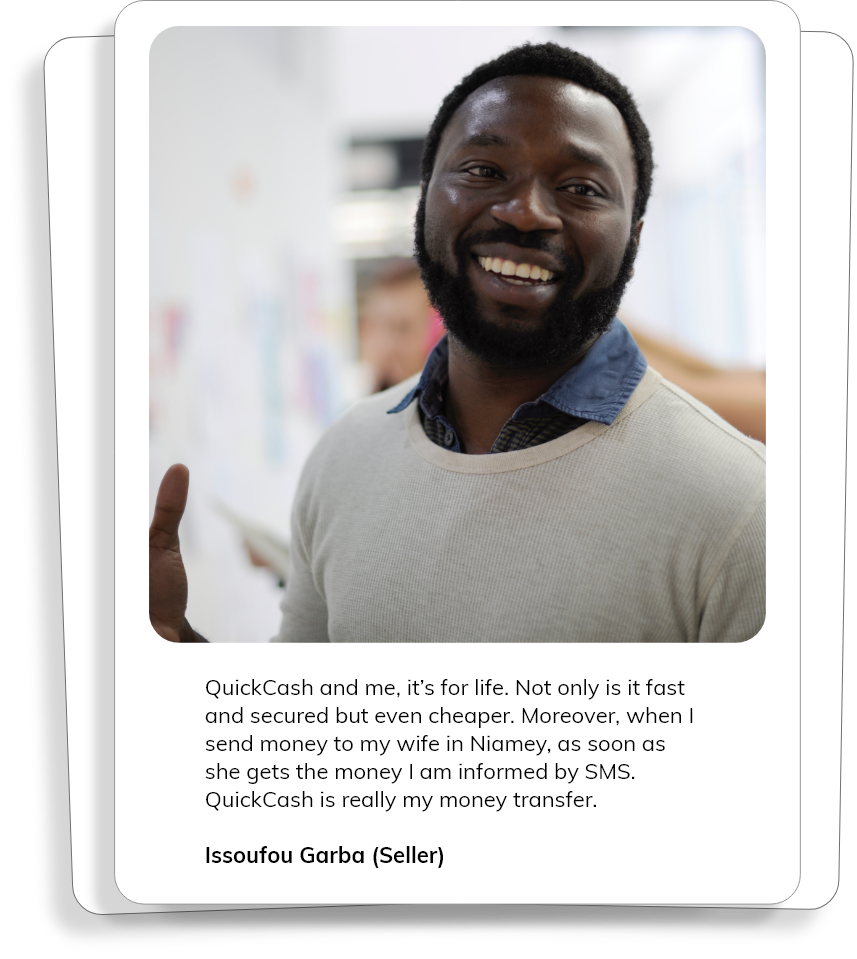 QuickCash and me, it’s for life. Not only is it fast
and secured but even cheaper. Moreover, when I
send money to my wife in Niamey, as soon as
she gets the money I am informed by SMS.
QuickCash is really my money transfer.
Issoufou Garba (Seller)